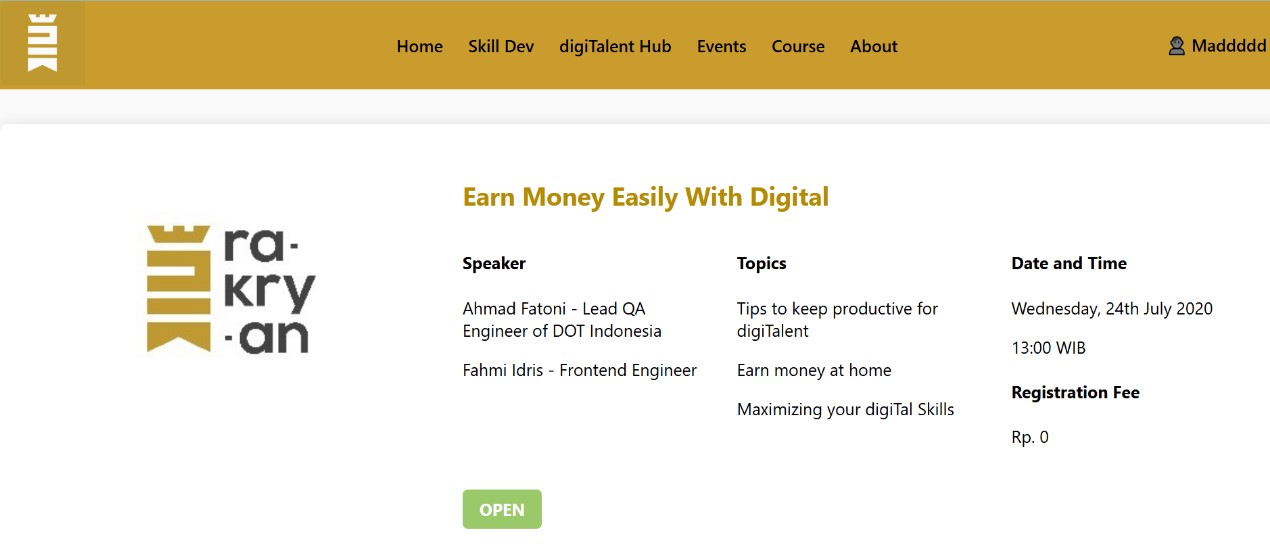 Home Skill Dev digiTalent Hub Events Course About Maddddd
ra-
kry
-an
Earn Money Easily With Digital
Speaker
Ahmad Fatoni - Lead QA
Engineer of DOT Indonesia
Fahmi Idris - Frontend Engineer
Topics
Tips to keep productive for
digiTalent
Earn money at home
Maximizing your digiTal Skills
Date and Time
Wednesday, 24th July 2020
13:00 WIB
Registration Fee
Rp. 0
OPEN